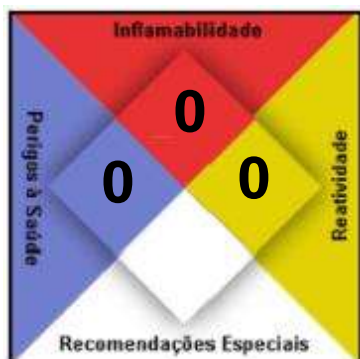 Inflamabilidade
0
Perigos à Saúde
0
0
Reatividade
Recomendações Especiais